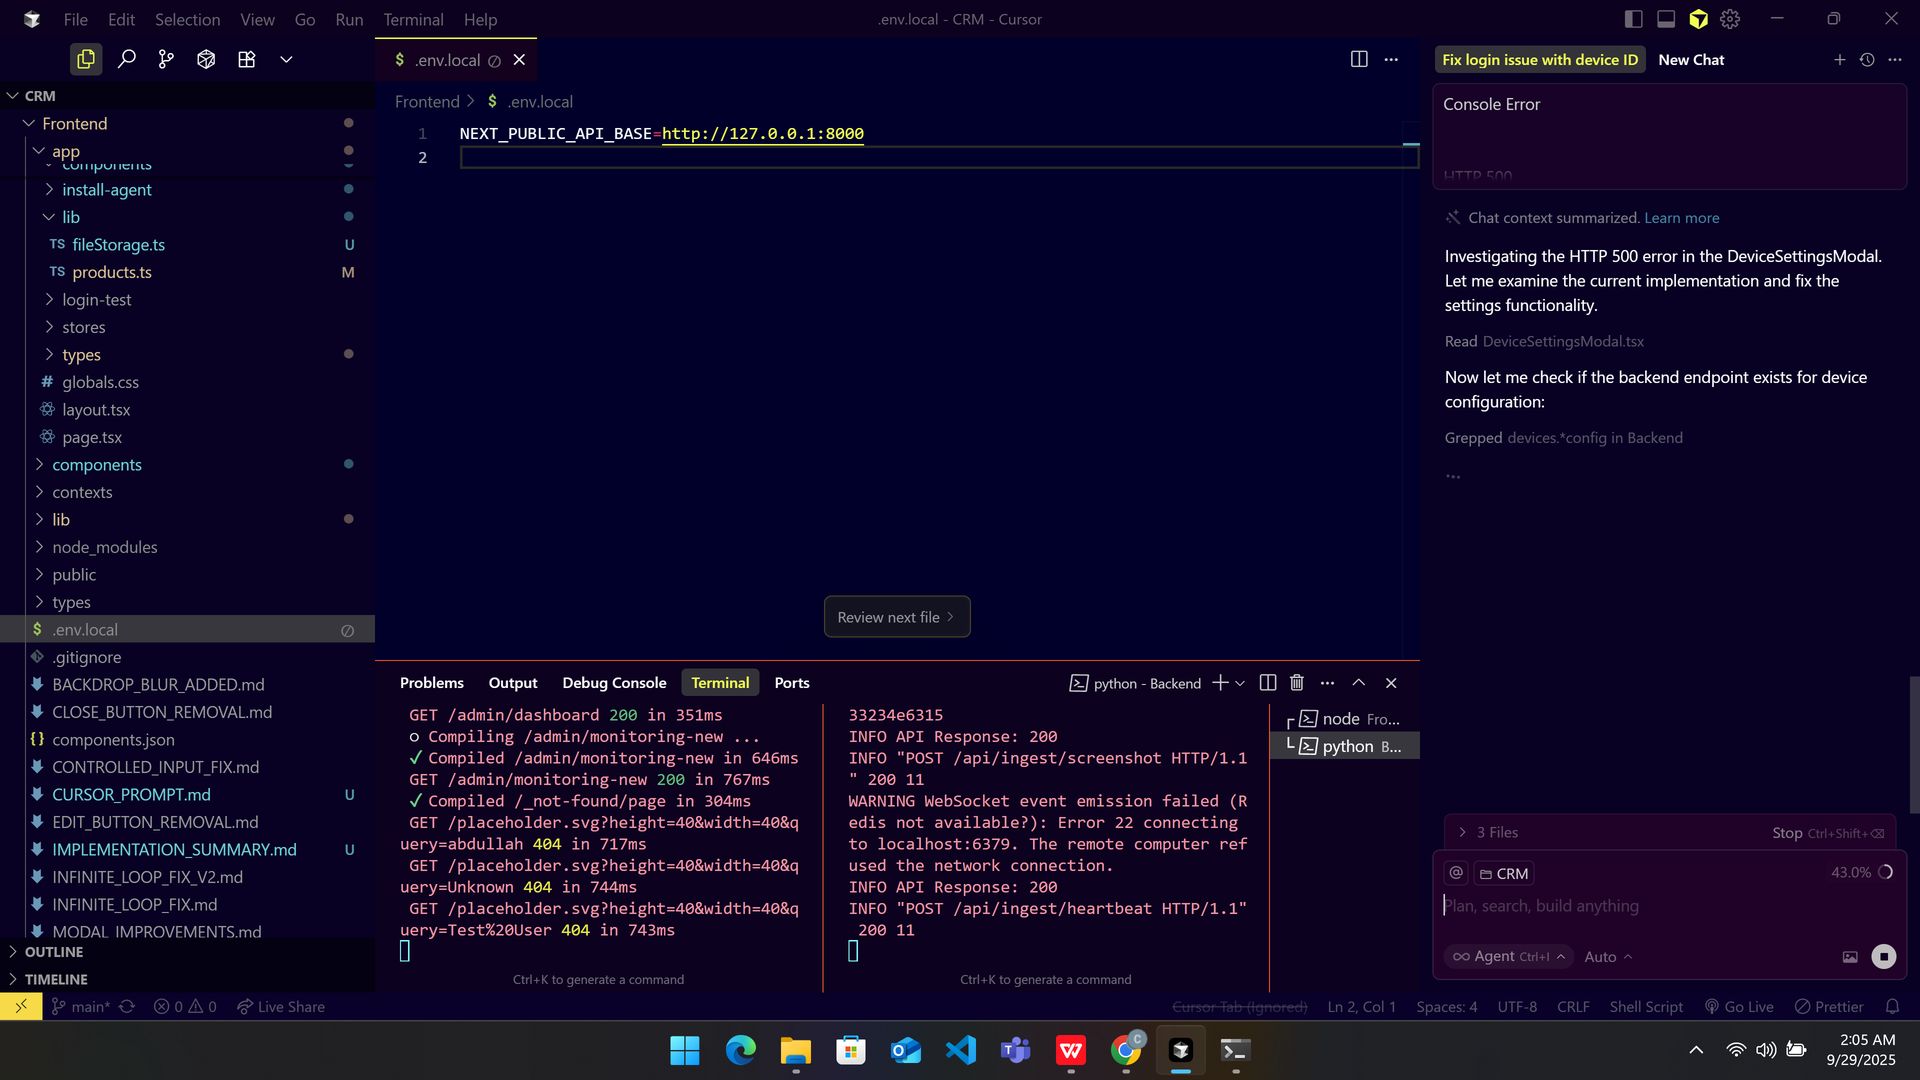 File Edit Selection View Go Run Terminal Help
.env.local - CRM - Cursor
$ .env.local
Fix login issue with device ID New Chat
CRM
Frontend
app
components
install-agent
lib
TS fileStorage.ts U
TS products.ts M
login-test
stores
types
# globals.css
layout.tsx
page.tsx
components
contexts
lib
node_modules
public
types
$ .env.local
.gitignore
BACKDROP_BLUR_ADDED.md
CLOSE_BUTTON_REMOVAL.md
{} components.json
CONTROLLED_INPUT_FIX.md
CURSOR_PROMPT.md U
EDIT_BUTTON_REMOVAL.md
IMPLEMENTATION_SUMMARY.md U
INFINITE_LOOP_FIX_V2.md
INFINITE_LOOP_FIX.md
MODAL_IMPROVEMENTS.md
OUTLINE
TIMELINE
Frontend > $ .env.local
1 NEXT_PUBLIC_API_BASE=http://127.0.0.1:8000
2
Review next file >
Problems Output Debug Console Terminal Ports
python - Backend
GET /admin/dashboard 200 in 351ms
○ Compiling /admin/monitoring-new ...
✓ Compiled /admin/monitoring-new in 646ms
GET /admin/monitoring-new 200 in 767ms
✓ Compiled /_not-found/page in 304ms
GET /placeholder.svg?height=40&width=40&q
uery=abdullah 404 in 717ms
GET /placeholder.svg?height=40&width=40&q
uery=Unknown 404 in 744ms
GET /placeholder.svg?height=40&width=40&q
uery=Test%20User 404 in 743ms
Ctrl+K to generate a command
33234e6315
INFO API Response: 200
INFO "POST /api/ingest/screenshot HTTP/1.1
" 200 11
WARNING WebSocket event emission failed (R
edis not available?): Error 22 connecting
to localhost:6379. The remote computer ref
used the network connection.
INFO API Response: 200
INFO "POST /api/ingest/heartbeat HTTP/1.1"
200 11
Ctrl+K to generate a command
node Fro...
python B...
Console Error
HTTP 500
Chat context summarized. Learn more
Investigating the HTTP 500 error in the DeviceSettingsModal.
Let me examine the current implementation and fix the
settings functionality.
Read DeviceSettingsModal.tsx
Now let me check if the backend endpoint exists for device
configuration:
Grepped devices.*config in Backend
...
> 3 Files Stop Ctrl+Shift+⌫
@ CRM 43.0%
Plan, search, build anything
∞ Agent Ctrl+I Auto
main* 0 0 Live Share
Cursor Tab (Ignored) Ln 2, Col 1 Spaces: 4 UTF-8 CRLF Shell Script Go Live Prettier
2:05 AM
9/29/2025